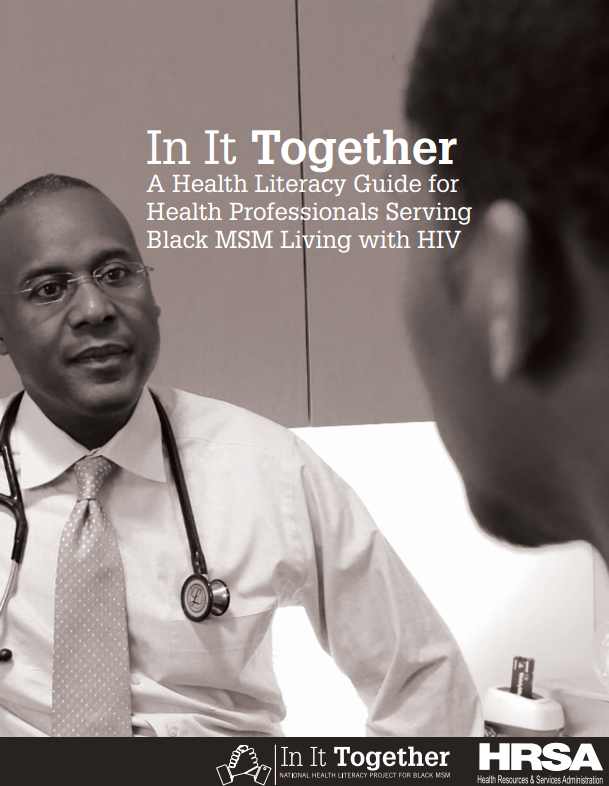 In It Together
A Health Literacy Guide for
Health Professionals Serving
Black MSM Living with HIV
In It Together
NATIONAL HEALTH LITERACY PROJECT FOR BLACK MSM
HRSA
Health Resources & Services Administration